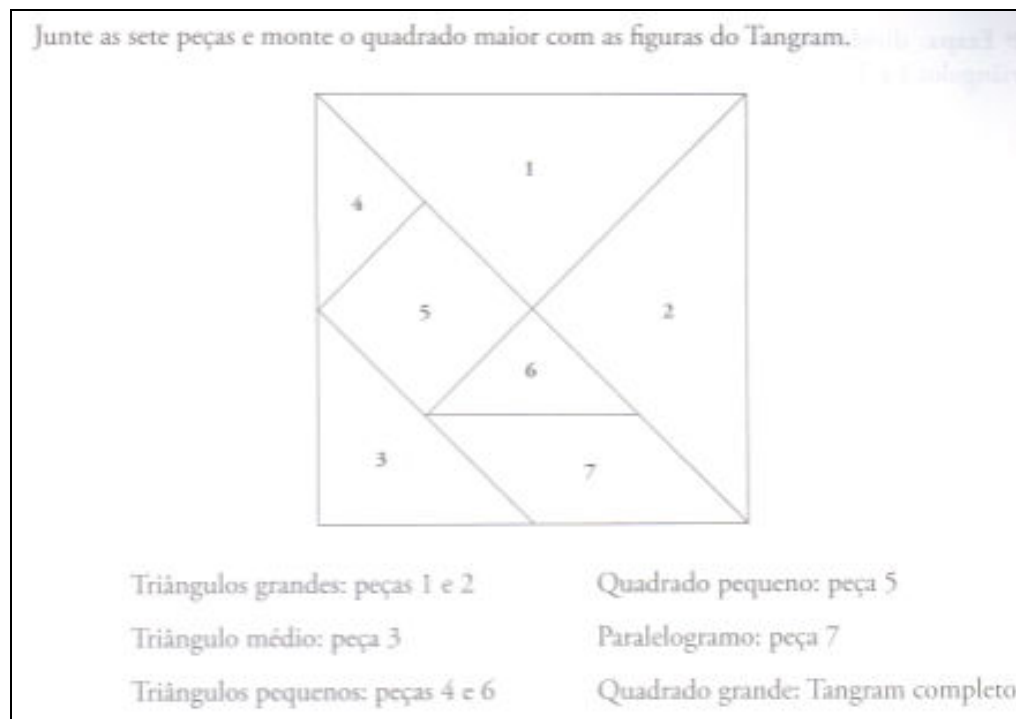 Junte as sete peças e monte o quadrado maior com as figuras do Tangram.
1
4
5
2
6
3
7
Triângulos grandes: peças 1 e 2
Quadrado pequeno: peça 5
Triângulo médio: peça 3
Paralelogramo: peça 7
Triângulos pequenos: peças 4 e 6
Quadrado grande: Tangram completo